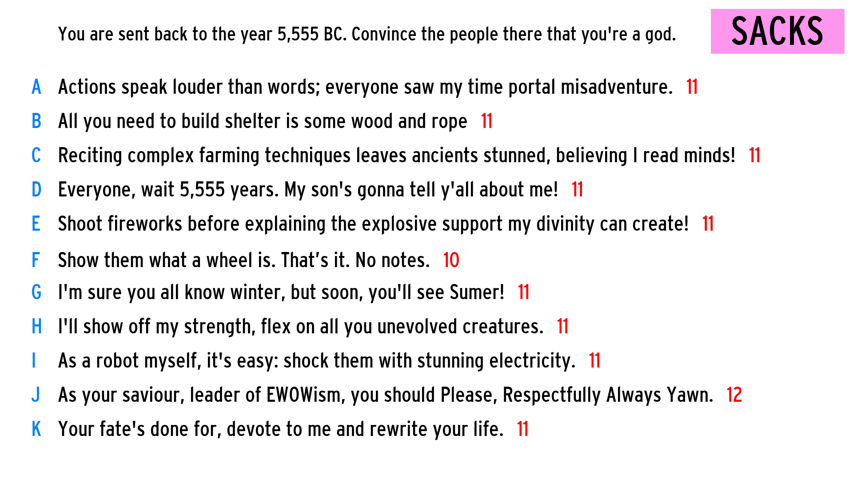 You are sent back to the year 5,555 BC. Convince the people there that you're a god.
SACKS
A Actions speak louder than words; everyone saw my time portal misadventure. 11
B All you need to build shelter is some wood and rope 11
C Reciting complex farming techniques leaves ancients stunned, believing I read minds! 11
D Everyone, wait 5,555 years. My son's gonna tell y'all about me! 11
E Shoot fireworks before explaining the explosive support my divinity can create! 11
F Show them what a wheel is. That’s it. No notes. 10
G I'm sure you all know winter, but soon, you'll see Sumer! 11
H I'll show off my strength, flex on all you unevolved creatures. 11
I As a robot myself, it's easy: shock them with stunning electricity. 11
J As your saviour, leader of EWOWism, you should Please, Respectfully Always Yawn. 12
K Your fate's done for, devote to me and rewrite your life. 11